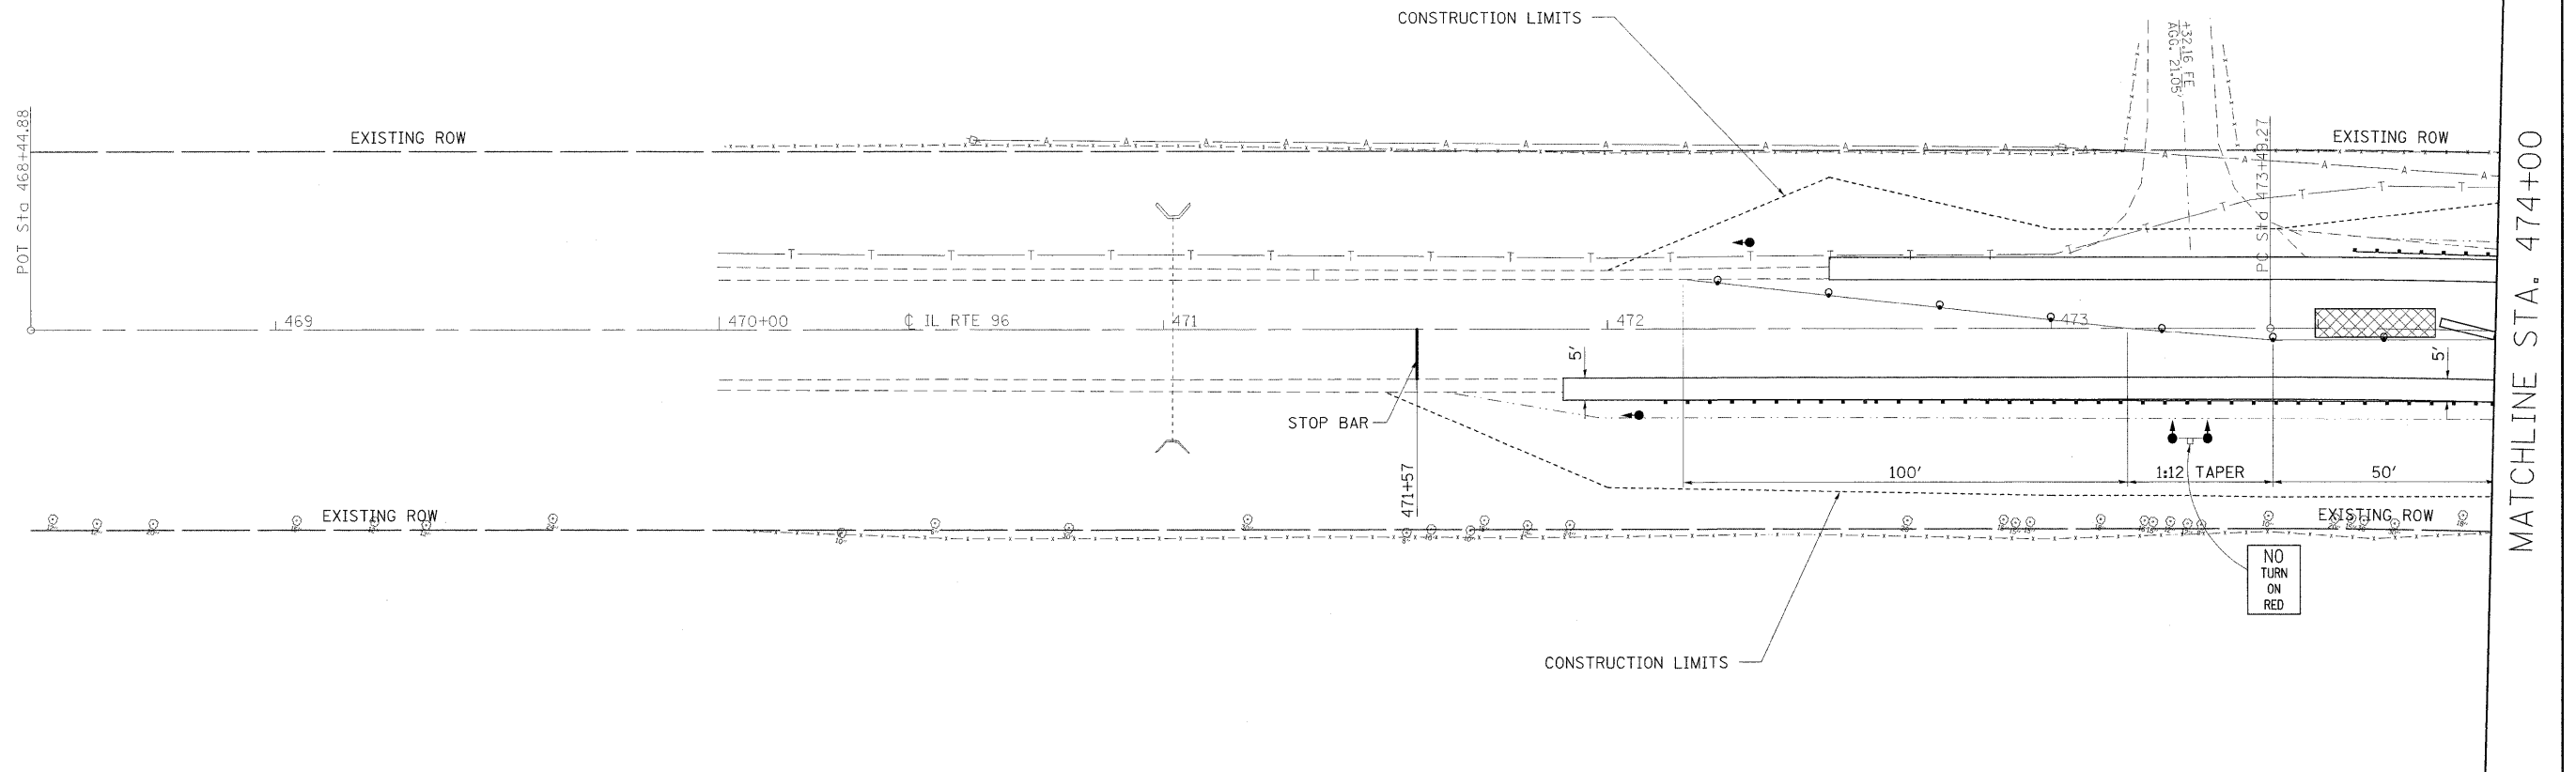 CONSTRUCTION LIMITS
+32.16 FE
AGG. 21.05'
POT Sta 468+44.88
EXISTING ROW
EXISTING ROW
PC Sta 473+49.27
MATCHLINE STA. 474+00
A A A A A A A A A A A A A A A A A A A
T T T T T T T T T T T T T T T T T T T T T T
T
469
470+00
℄ IL RTE 96
471
472
473
5'
5'
STOP BAR
471+57
100'
1:12 TAPER
50'
EXISTING ROW
EXISTING ROW
NO
TURN
ON
RED
CONSTRUCTION LIMITS